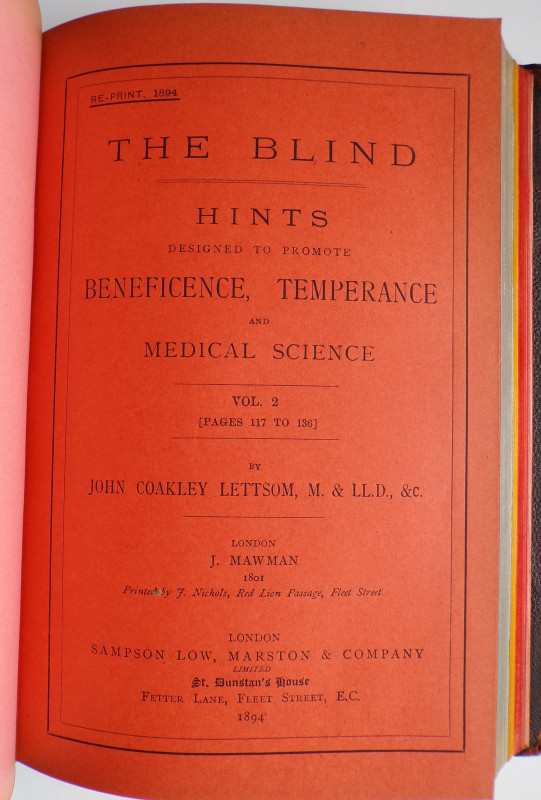 RE-PRINT, 1894
THE BLIND
HINTS
DESIGNED TO PROMOTE
BENEFICENCE, TEMPERANCE
AND
MEDICAL SCIENCE
VOL. 2
[PAGES 117 TO 136]
BY
JOHN COAKLEY LETTSOM, M. & LL.D., &c.
LONDON
J. MAWMAN
1801
Printed by J. Nichols, Red Lion Passage, Fleet Street
LONDON
SAMPSON LOW, MARSTON & COMPANY
LIMITED
St. Dunstan's House
FETTER LANE, FLEET STREET, E.C.
1894